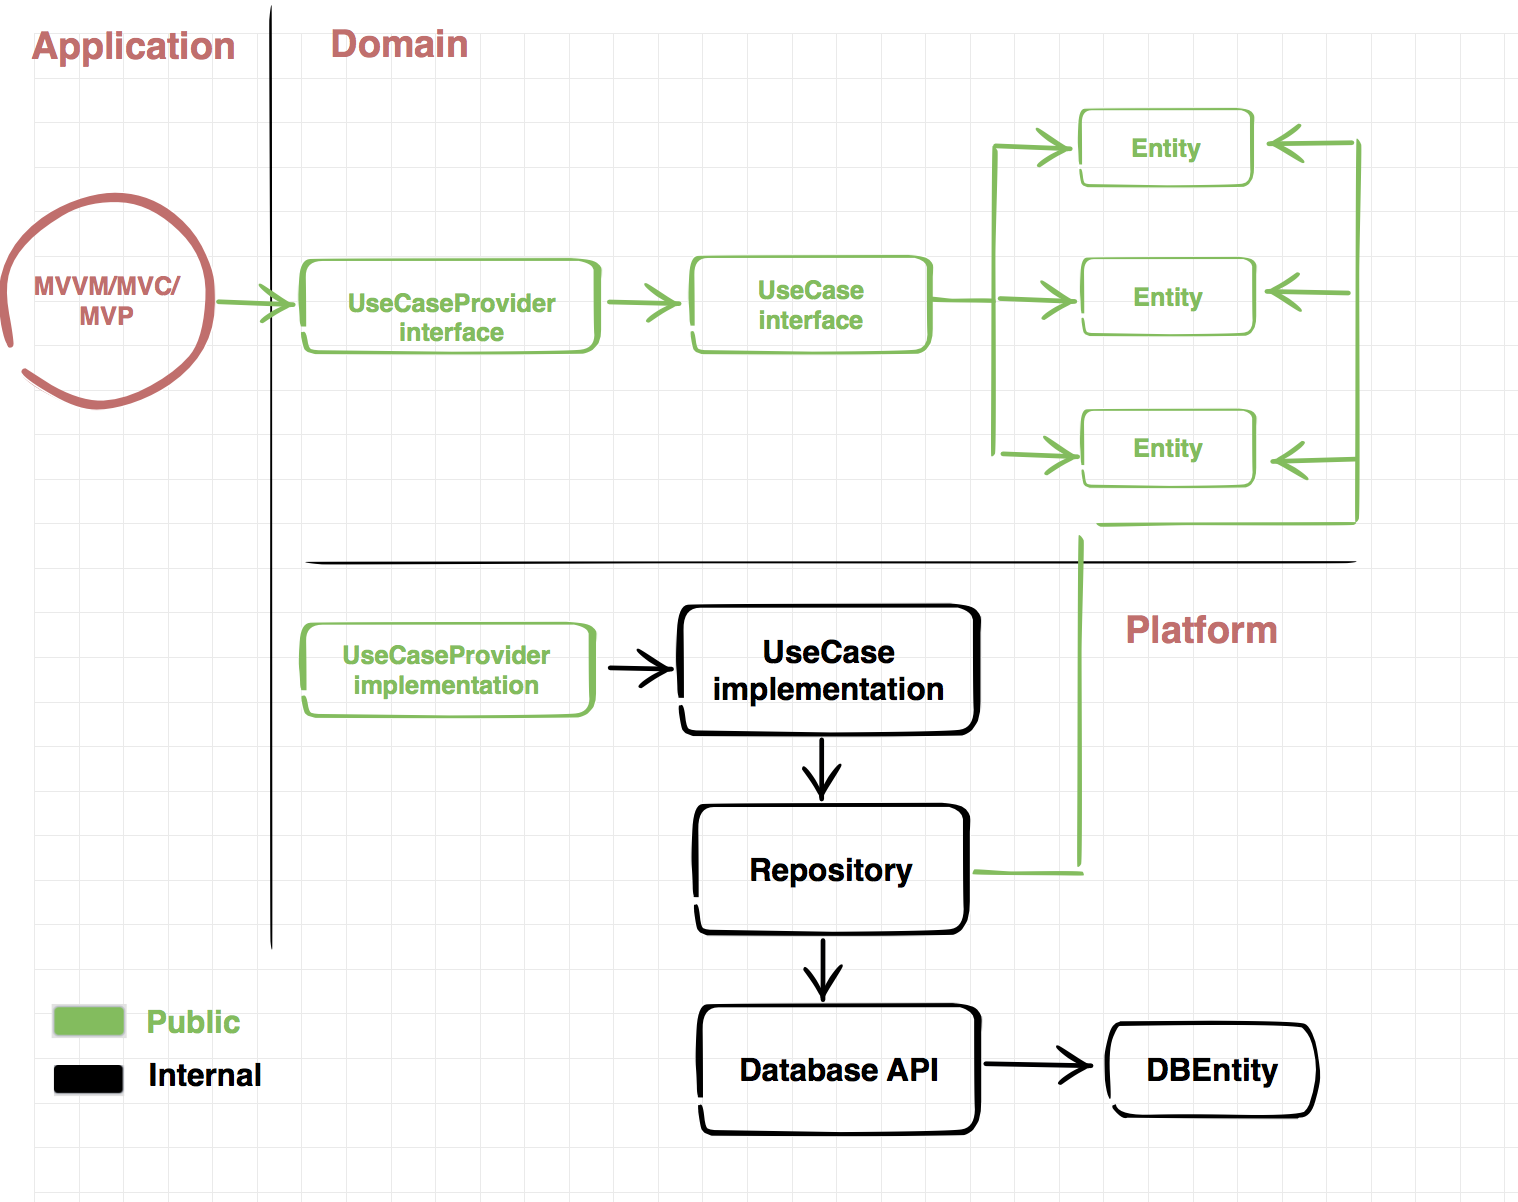 Application
Domain
MVVM/MVC/
MVP
UseCaseProvider
interface
UseCase
interface
Entity
Entity
Entity
Platform
UseCaseProvider
implementation
UseCase
implementation
Repository
Database API
DBEntity
Public
Internal